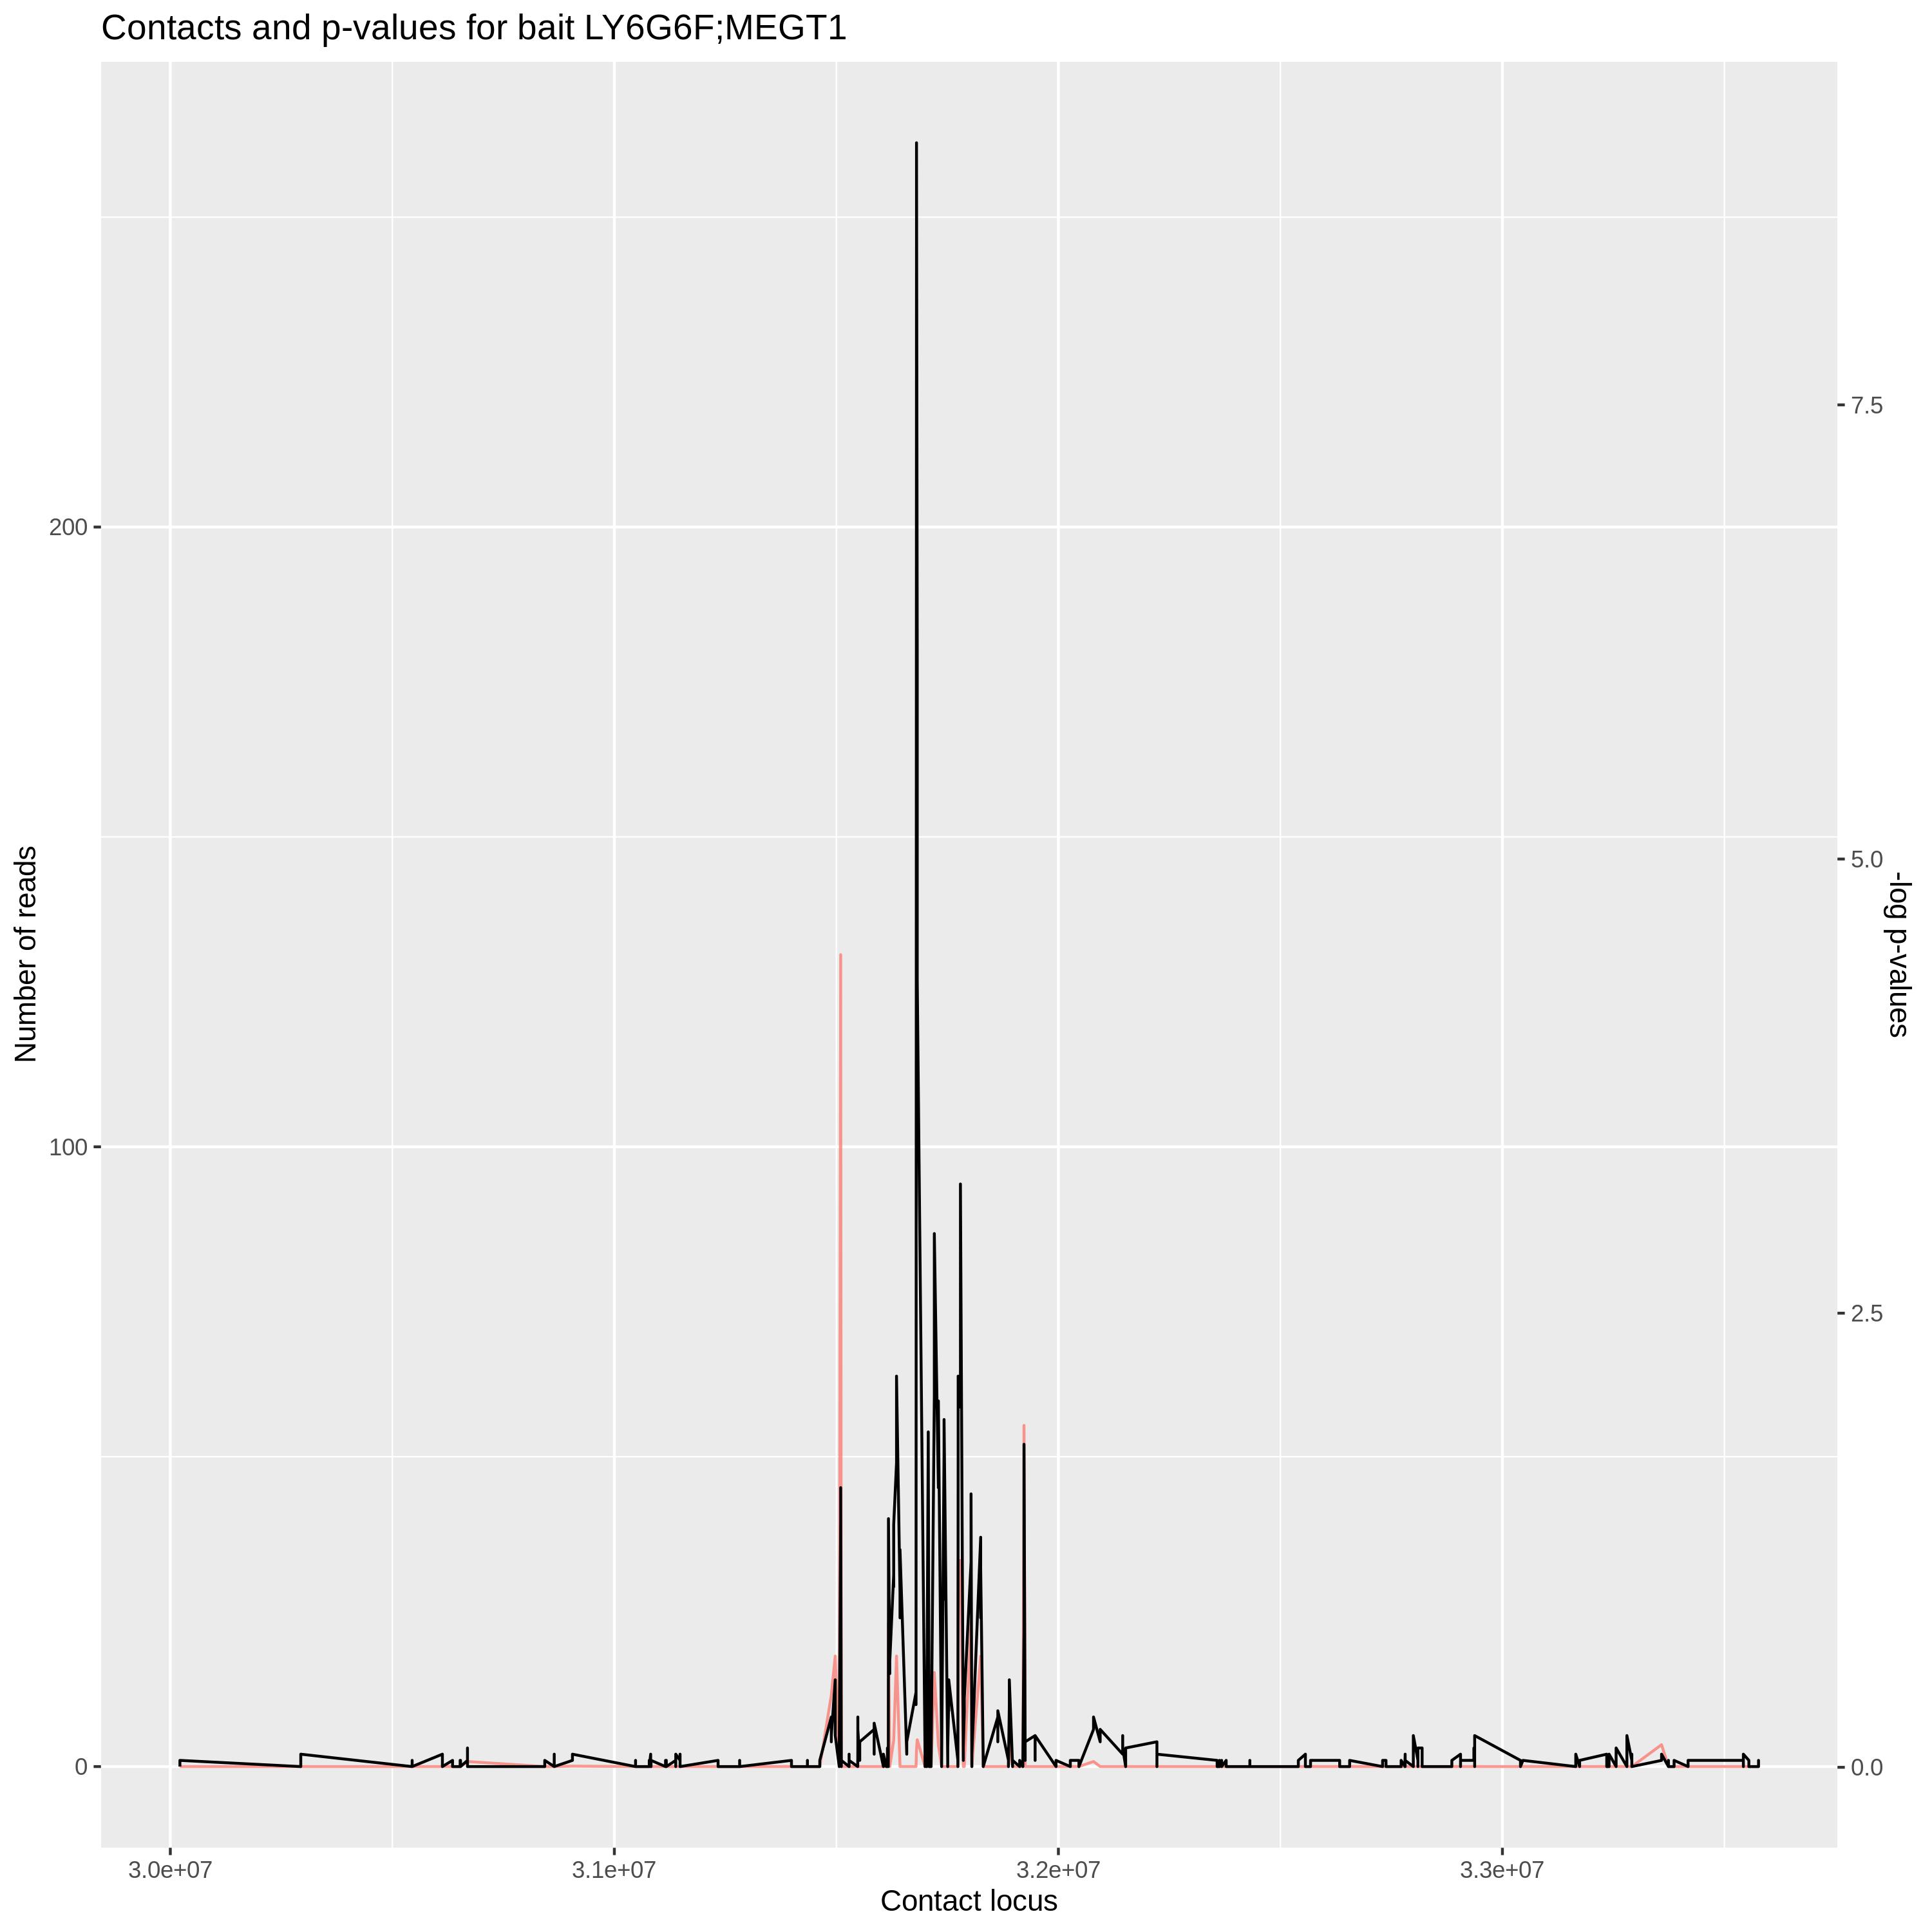 Contacts and p-values for bait LY6G6F;MEGT1
Number of reads
200
100
0
7.5
5.0
2.5
0.0
-log p-values
3.0e+07 3.1e+07 3.2e+07 3.3e+07
Contact locus